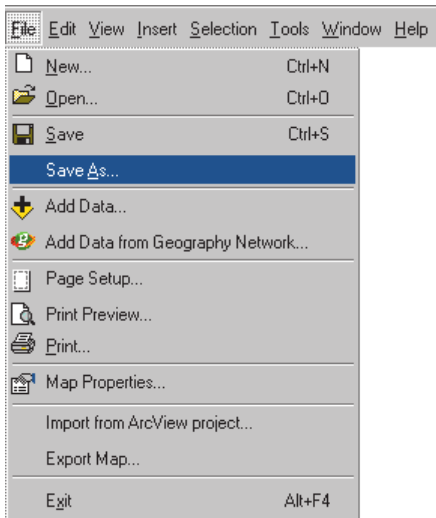 File Edit View Insert Selection Tools Window Help
New... Ctrl+N
Open... Ctrl+O
Save Ctrl+S
Save As...
Add Data...
Add Data from Geography Network...
Page Setup...
Print Preview...
Print...
Map Properties...
Import from ArcView project...
Export Map...
Exit Alt+F4